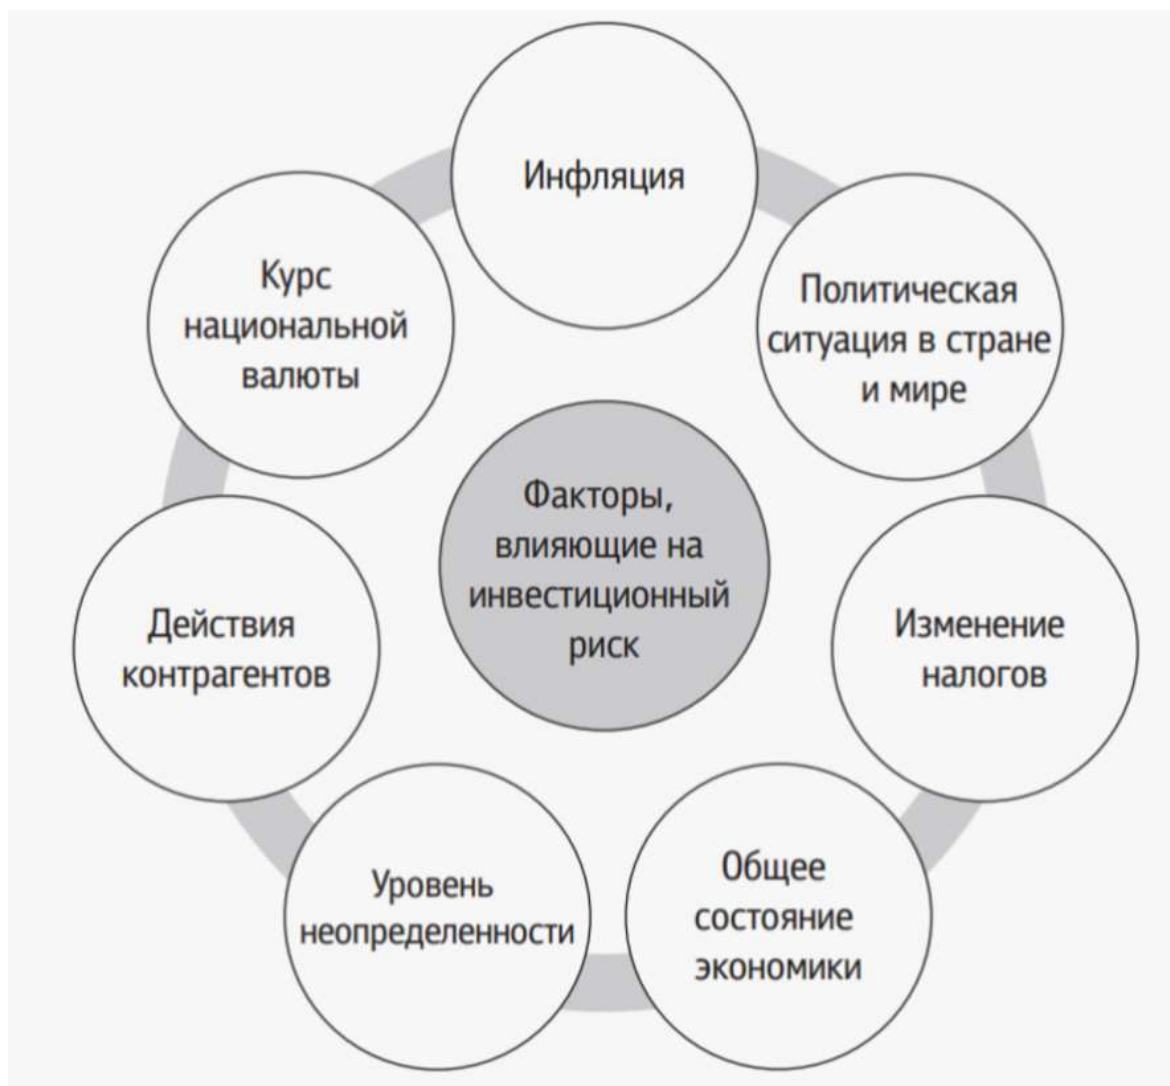 Инфляция
Политическая
ситуация в стране
и мире
Изменение
налогов
Общее
состояние
экономики
Уровень
неопределенности
Действия
контрагентов
Курс
национальной
валюты
Факторы,
влияющие на
инвестиционный
риск